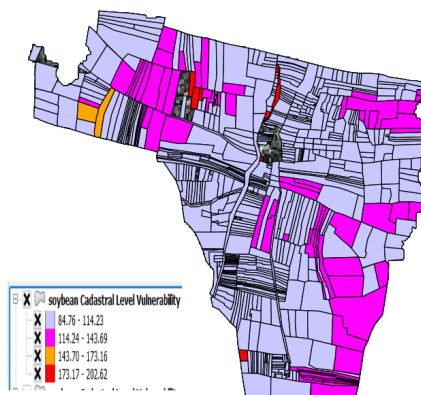 soybean Cadastral Level Vulnerability
84.76 - 114.23
114.24 - 143.69
143.70 - 173.16
173.17 - 202.62